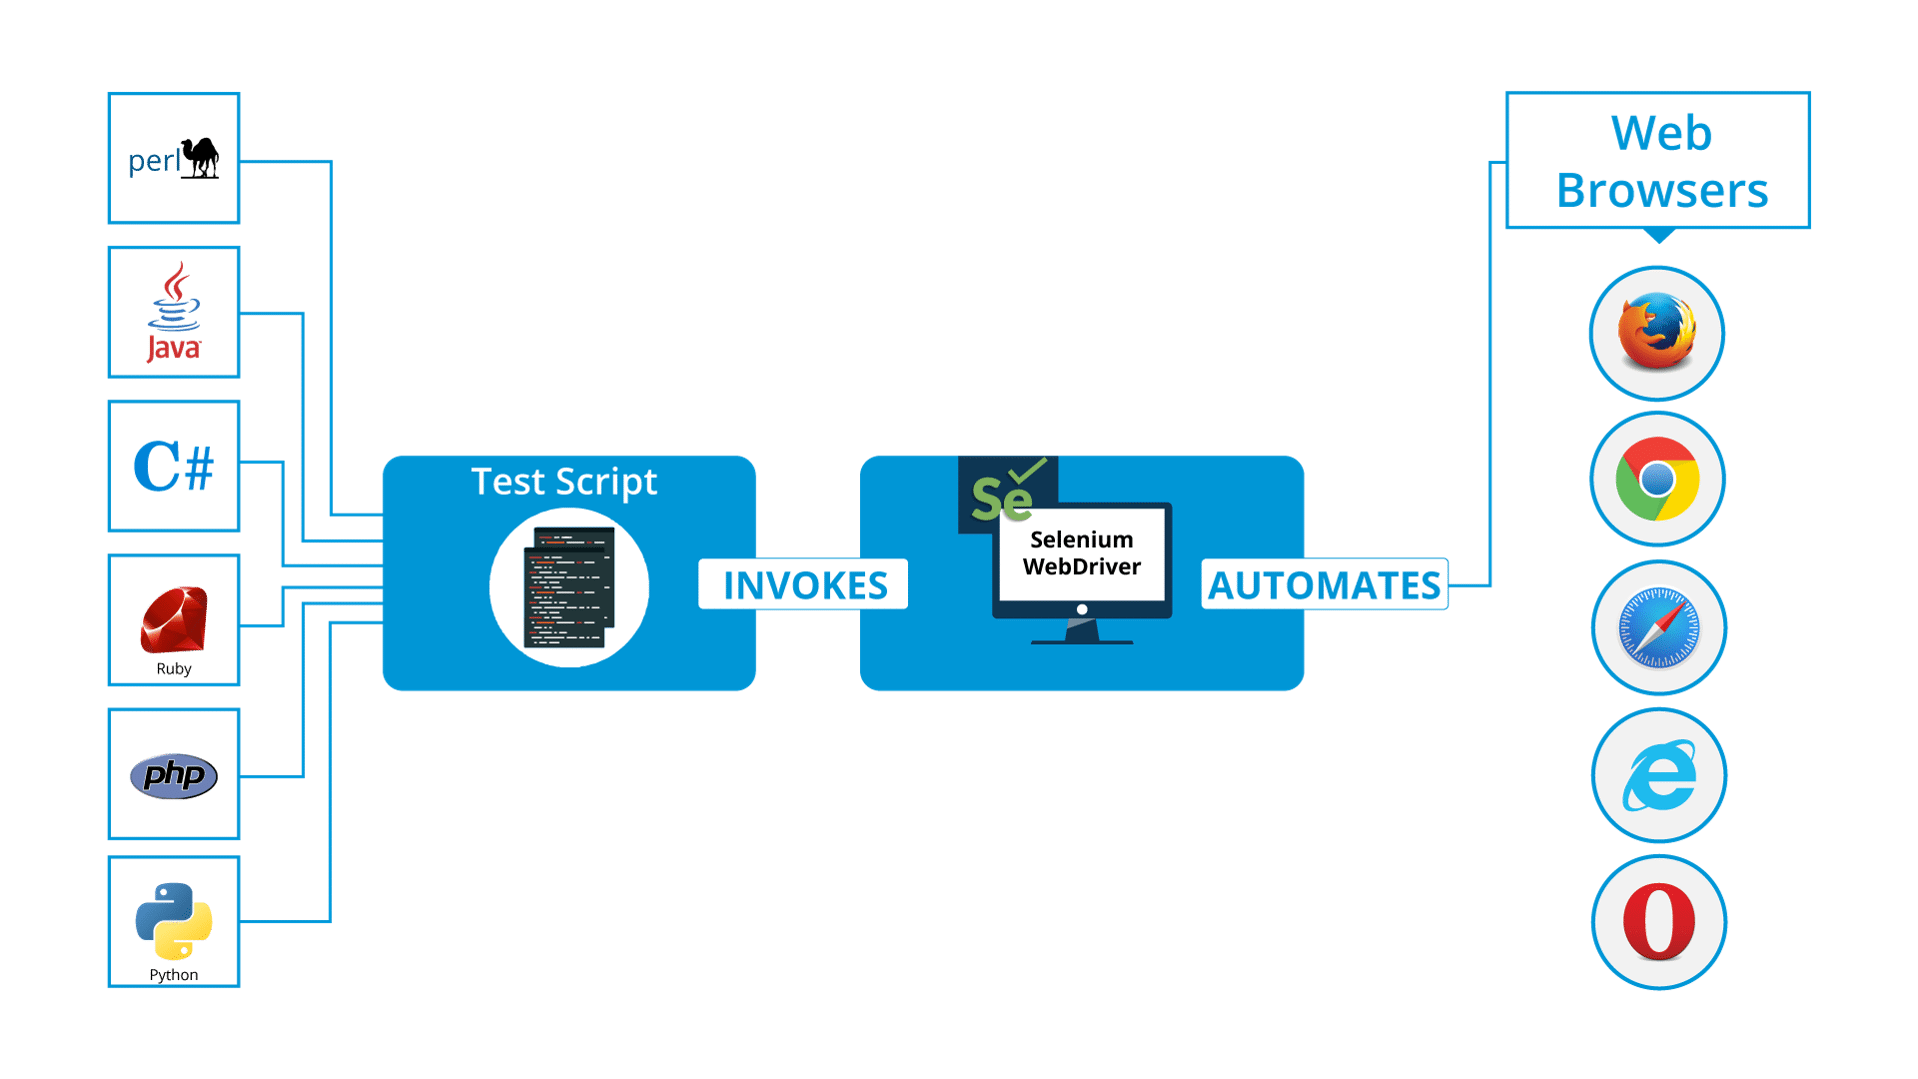 perl
Java
C#
Ruby
php
Python
Test Script
INVOKES
Se
Selenium
WebDriver
AUTOMATES
Web
Browsers